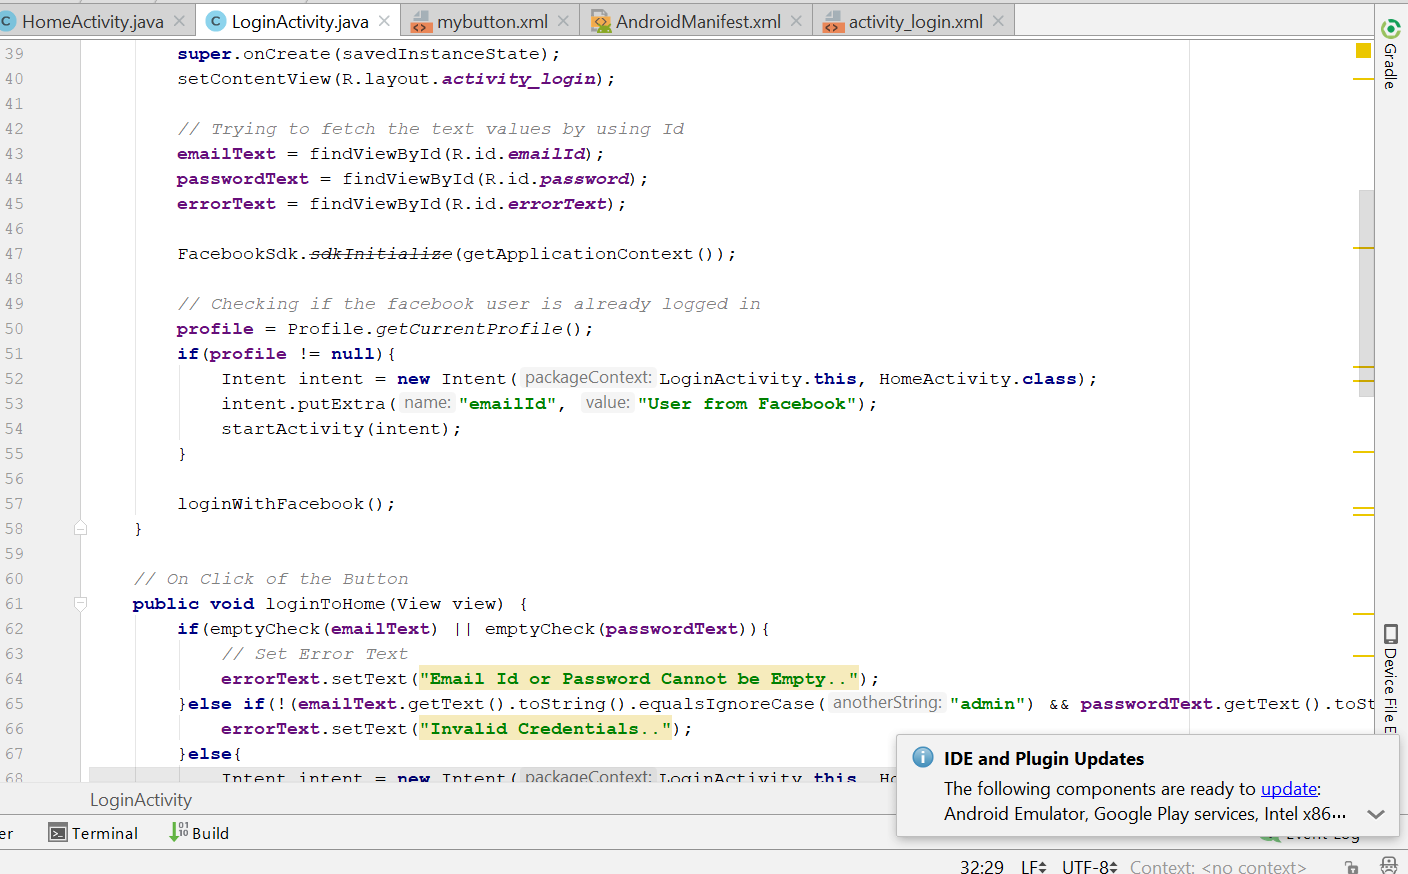 HomeActivity.java LoginActivity.java mybutton.xml AndroidManifest.xml activity_login.xml
39 super.onCreate(savedInstanceState);
40 setContentView(R.layout.activity_login);
41
42 // Trying to fetch the text values by using Id
43 emailText = findViewById(R.id.emailId);
44 passwordText = findViewById(R.id.password);
45 errorText = findViewById(R.id.errorText);
46
47 FacebookSdk.sdkInitialize(getApplicationContext());
48
49 // Checking if the facebook user is already logged in
50 profile = Profile.getCurrentProfile();
51 if(profile != null){
52 Intent intent = new Intent( packageContext: LoginActivity.this, HomeActivity.class);
53 intent.putExtra( name: "emailId", value: "User from Facebook");
54 startActivity(intent);
55 }
56
57 loginWithFacebook();
58 }
59
60 // On Click of the Button
61 public void loginToHome(View view) {
62 if(emptyCheck(emailText) || emptyCheck(passwordText)){
63 // Set Error Text
64 errorText.setText("Email Id or Password Cannot be Empty..");
65 }else if(!(emailText.getText().toString().equalsIgnoreCase( anotherString: "admin") && passwordText.getText().toSt
66 errorText.setText("Invalid Credentials..");
67 }else{
68 Intent intent = new Intent( packageContext: LoginActivity.this, Ho
Gradle
Device File E
IDE and Plugin Updates
The following components are ready to update:
Android Emulator, Google Play services, Intel x86...
LoginActivity
er Terminal Build Event Log
32:29 LF UTF-8 Context: <no context>